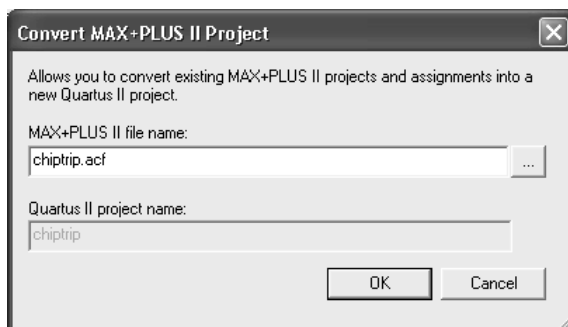 Convert MAX+PLUS II Project
Allows you to convert existing MAX+PLUS II projects and assignments into a
new Quartus II project.
MAX+PLUS II file name:
chiptrip.acf
...
Quartus II project name:
chiptrip
OK Cancel